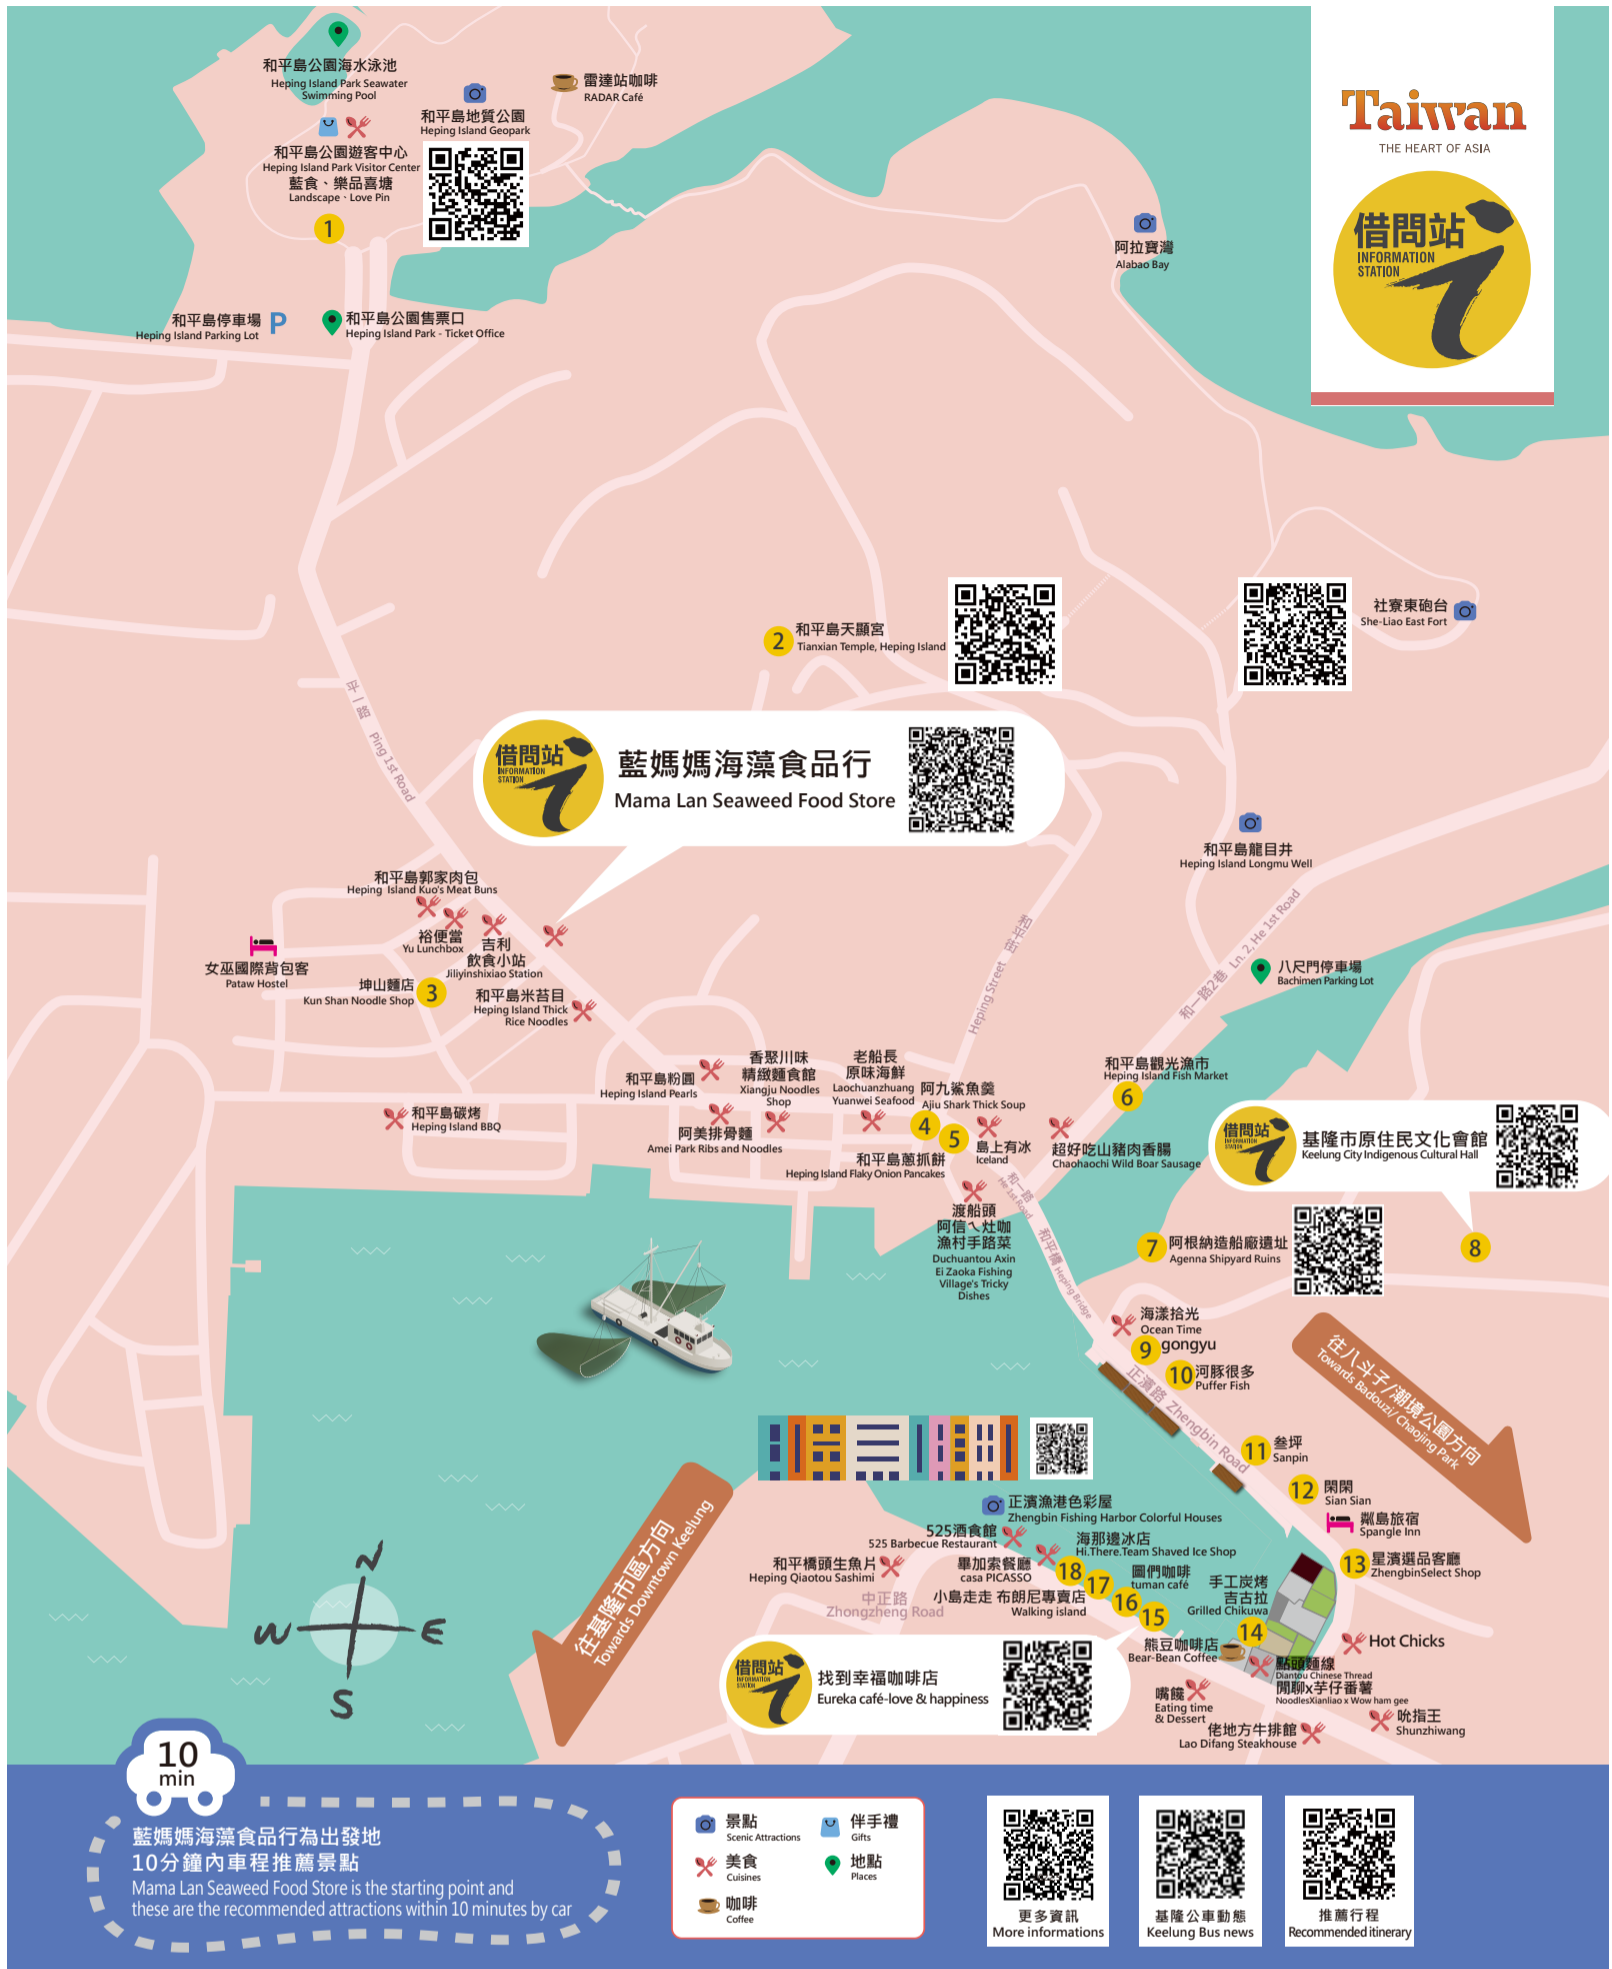 和平島公園海水泳池
Heping Island Park Seawater
Swimming Pool
和平島地質公園
Heping Island Geopark
雷達站咖啡
RADAR Café
和平島公園遊客中心
Heping Island Park Visitor Center
藍食、樂品喜塘
Landscape、Love Pin
1
Taiwan
THE HEART OF ASIA
借問站
INFORMATION
STATION
阿拉寶灣
Alabao Bay
和平島停車場
Heping Island Parking Lot
P
和平島公園售票口
Heping Island Park - Ticket Office
2
和平島天顯宮
Tianxian Temple, Heping Island
社寮東砲台
She-Liao East Fort
平一路 Ping 1st Road
借問站
INFORMATION
STATION
藍媽媽海藻食品行
Mama Lan Seaweed Food Store
和平島龍目井
Heping Island Longmu Well
和平島郭家肉包
Heping Island Kuo's Meat Buns
裕便當
Yu Lunchbox
吉利
飲食小站
Jiliyinshixiao Station
女巫國際背包客
Pataw Hostel
坤山麵店
Kun Shan Noodle Shop
3
和平島米苔目
Heping Island Thick
Rice Noodles
Heping Street 和平街
和一路2巷 Ln. 2, He 1st Road
八尺門停車場
Bachimen Parking Lot
和平島粉圓
Heping Island Pearls
香聚川味
精緻麵食館
Xiangju Noodles
Shop
老船長
原味海鮮
Laochuanzhuang
Yuanwei Seafood
阿九鯊魚羹
Ajiu Shark Thick Soup
和平島觀光漁市
Heping Island Fish Market
6
和平島碳烤
Heping Island BBQ
阿美排骨麵
Amei Park Ribs and Noodles
4
5
島上有冰
Iceland
和平島蔥抓餅
Heping Island Flaky Onion Pancakes
超好吃山豬肉香腸
Chaohaochi Wild Boar Sausage
借問站
INFORMATION
STATION
基隆市原住民文化會館
Keelung City Indigenous Cultural Hall
和一路
He 1st Road
渡船頭
阿信ㄟ灶咖
漁村手路菜
Duchuantou Axin
Ei Zaoka Fishing
Village's Tricky
Dishes
和平橋 Heping Bridge
7
阿根納造船廠遺址
Agenna Shipyard Ruins
8
海漾拾光
Ocean Time
9
gongyu
10
河豚很多
Puffer Fish
正濱路 Zhengbin Road
往八斗子/潮境公園方向
Towards Badouzi/ Chaojing Park
11
叁坪
Sanpin
12
閑閑
Sian Sian
鄰島旅宿
Spangle Inn
13
星濱選品客廳
ZhengbinSelect Shop
正濱漁港色彩屋
Zhengbin Fishing Harbor Colorful Houses
525酒食館
525 Barbecue Restaurant
海那邊冰店
Hi.There.Team Shaved Ice Shop
和平橋頭生魚片
Heping Qiaotou Sashimi
畢加索餐廳
casa PICASSO
18
17
16
15
圖們咖啡
tuman café
小島走走 布朗尼專賣店
Walking island
中正路
Zhongzheng Road
手工炭烤
吉古拉
Grilled Chikuwa
14
往基隆市區方向
Towards Downtown Keelung
借問站
INFORMATION
STATION
找到幸福咖啡店
Eureka café-love & happiness
熊豆咖啡店
Bear-Bean Coffee
Hot Chicks
點頭麵線
Diantou Chinese Thread
閒聊x芋仔番薯
NoodlesXianliao x Wow ham gee
嘴饞
Eating time
& Dessert
吮指王
Shunzhiwang
佬地方牛排館
Lao Difang Steakhouse
N
W
E
S
10
min
藍媽媽海藻食品行為出發地
10分鐘內車程推薦景點
Mama Lan Seaweed Food Store is the starting point and
these are the recommended attractions within 10 minutes by car
景點
Scenic Attractions
伴手禮
Gifts
美食
Cuisines
地點
Places
咖啡
Coffee
更多資訊
More informations
基隆公車動態
Keelung Bus news
推薦行程
Recommended itinerary